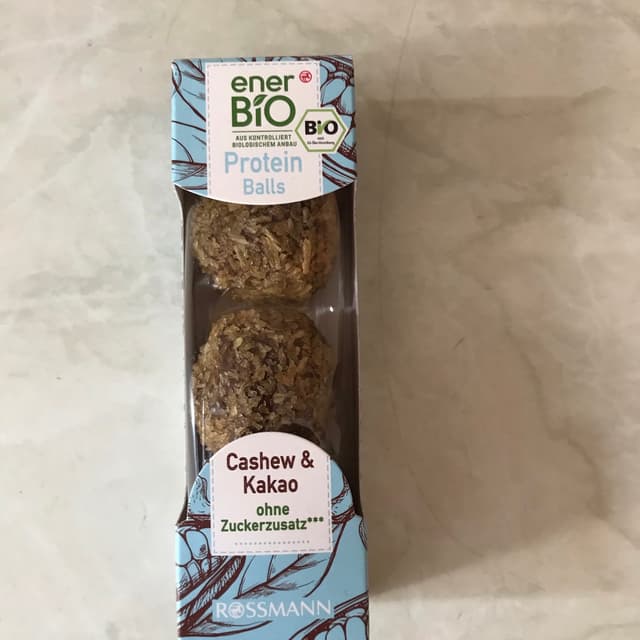 ener
BiO
AUS KONTROLLIERT
BIOLOGISCHEM ANBAU
Bio
Protein
Balls
Cashew &
Kakao
ohne
Zuckerzusatz***
ROSSMANN